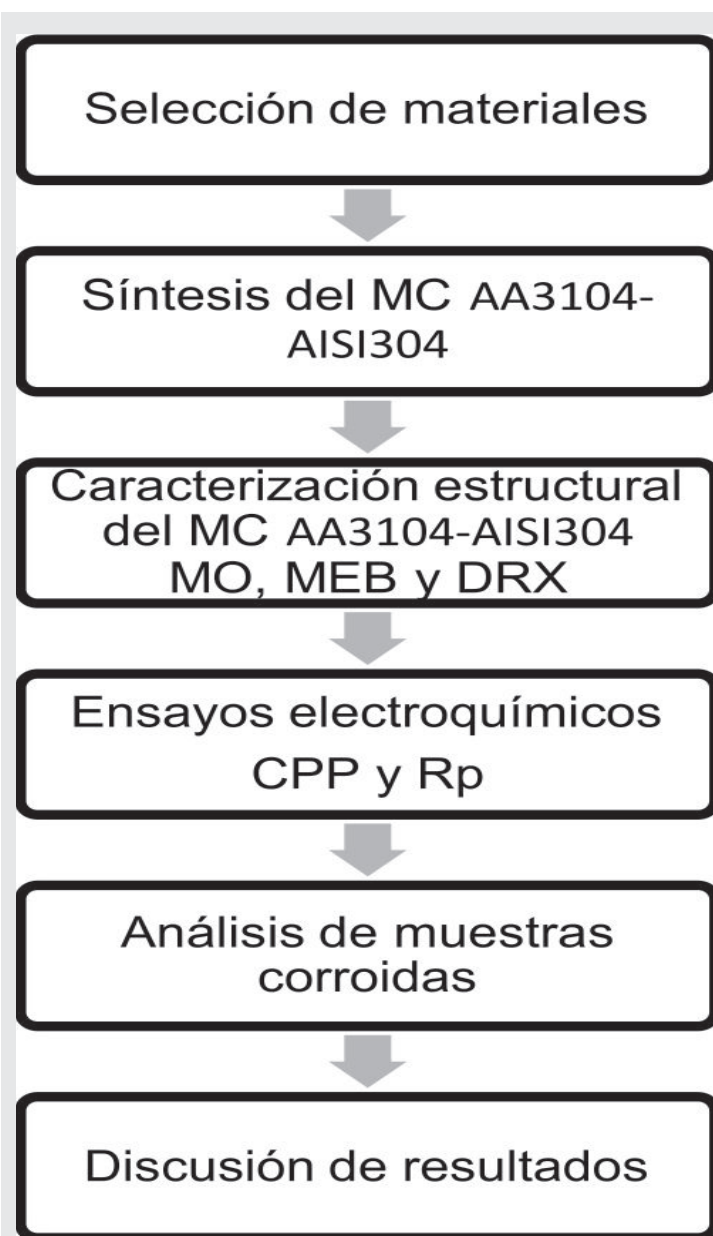 Selección de materiales
Síntesis del MC AA3104-
AISI304
Caracterización estructural
del MC AA3104-AISI304
MO, MEB y DRX
Ensayos electroquímicos
CPP y Rp
Análisis de muestras
corroidas
Discusión de resultados